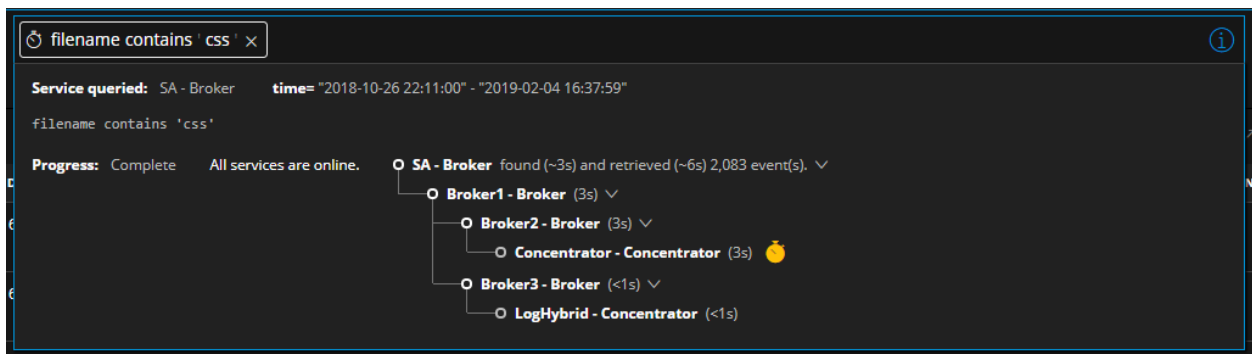 filename contains 'css' ×
Service queried: SA - Broker time= "2018-10-26 22:11:00" - "2019-02-04 16:37:59"
filename contains 'css'
Progress: Complete All services are online. SA - Broker found (~3s) and retrieved (~6s) 2,083 event(s).
Broker1 - Broker (3s)
Broker2 - Broker (3s)
Concentrator - Concentrator (3s)
Broker3 - Broker (<1s)
LogHybrid - Concentrator (<1s)